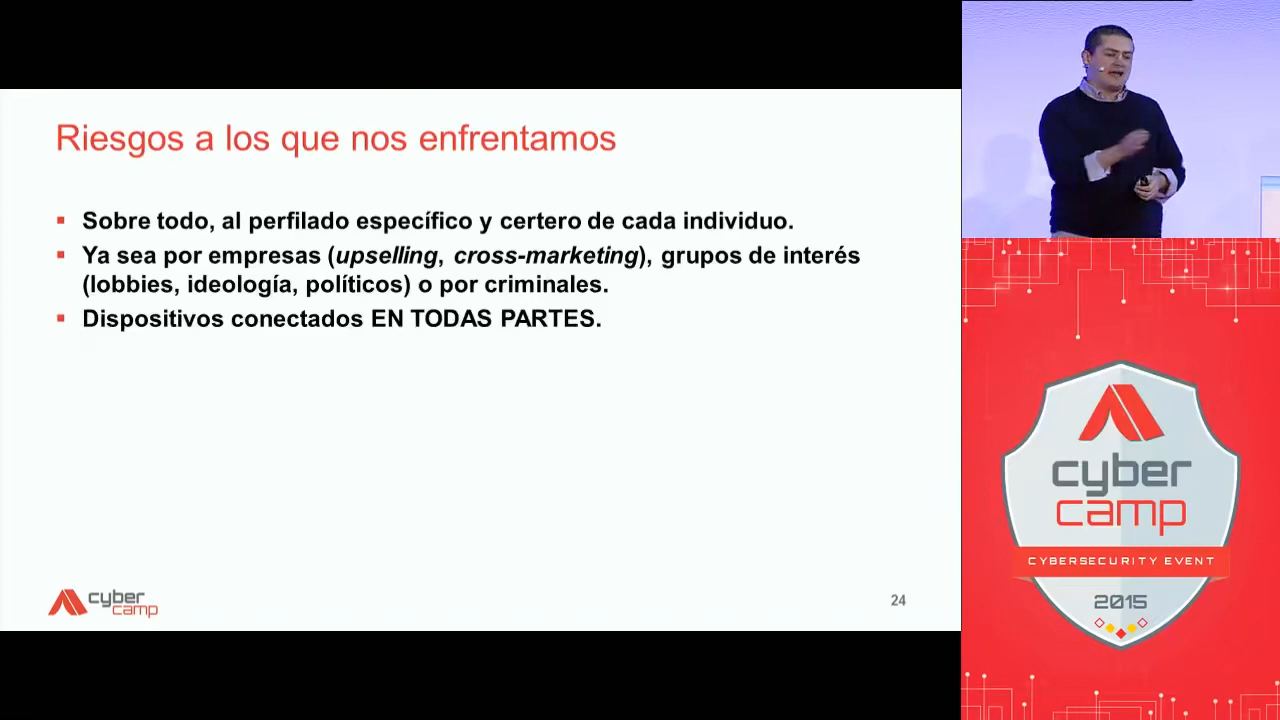 Riesgos a los que nos enfrentamos
Sobre todo, al perfilado específico y certero de cada individuo.
Ya sea por empresas (upselling, cross-marketing), grupos de interés
(lobbies, ideología, políticos) o por criminales.
Dispositivos conectados EN TODAS PARTES.
cyber
camp
24
cyber
camp
CYBERSECURITY EVENT
2015